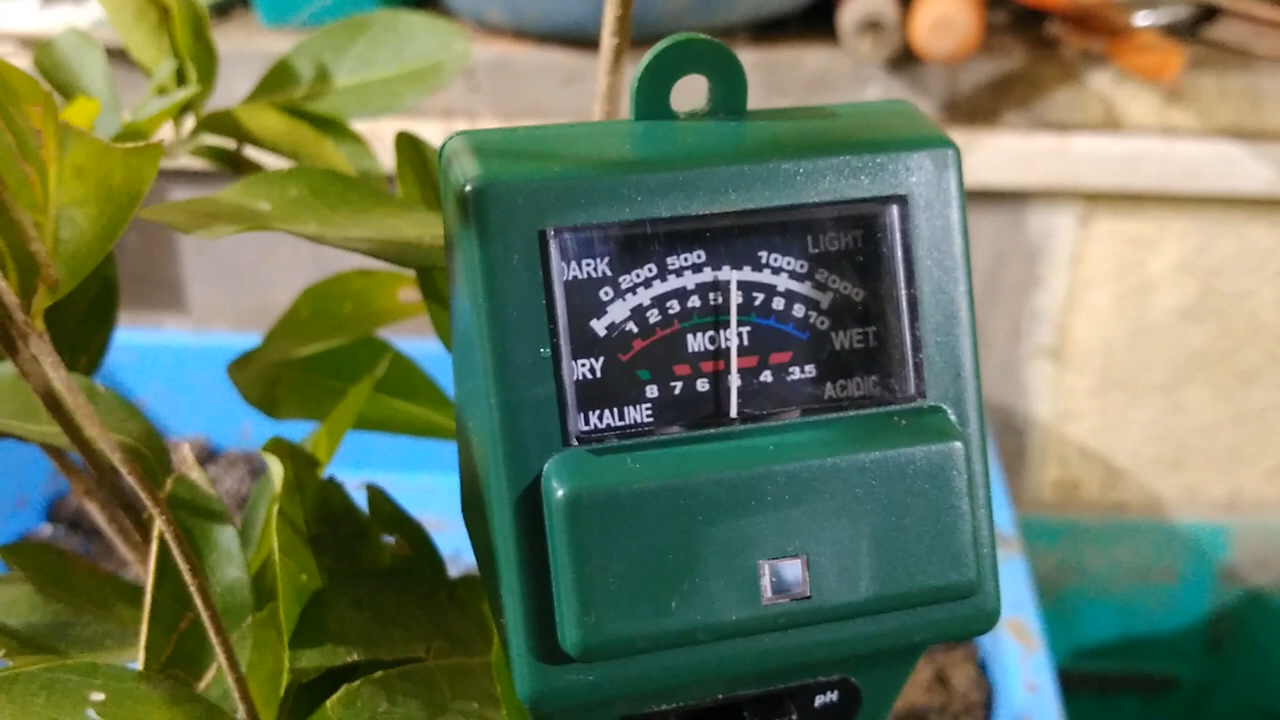 DARK
LIGHT
0 200 500 1000 2000
1 2 3 4 5 6 7 8 9 10
DRY MOIST WET
8 7 6 5 4 3.5
ALKALINE ACIDIC
pH